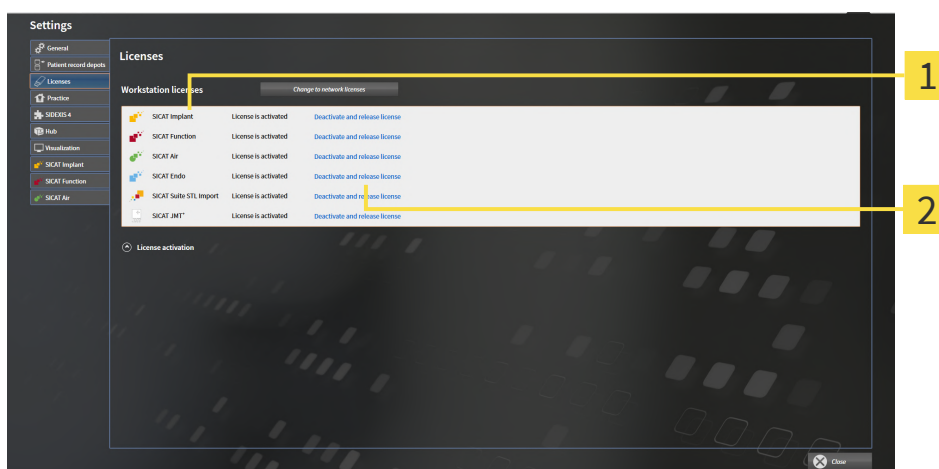 Settings
General
Patient record depots
Licenses
Practice
SIDEXIS 4
Hub
Visualization
SICAT Implant
SICAT Function
SICAT Air
Licenses
Workstation licenses Change to network licenses
SICAT Implant License is activated Deactivate and release license
SICAT Function License is activated Deactivate and release license
SICAT Air License is activated Deactivate and release license
SICAT Endo License is activated Deactivate and release license
SICAT Suite STL Import License is activated Deactivate and release license
SICAT JMT+ License is activated Deactivate and release license
License activation
Close
1
2